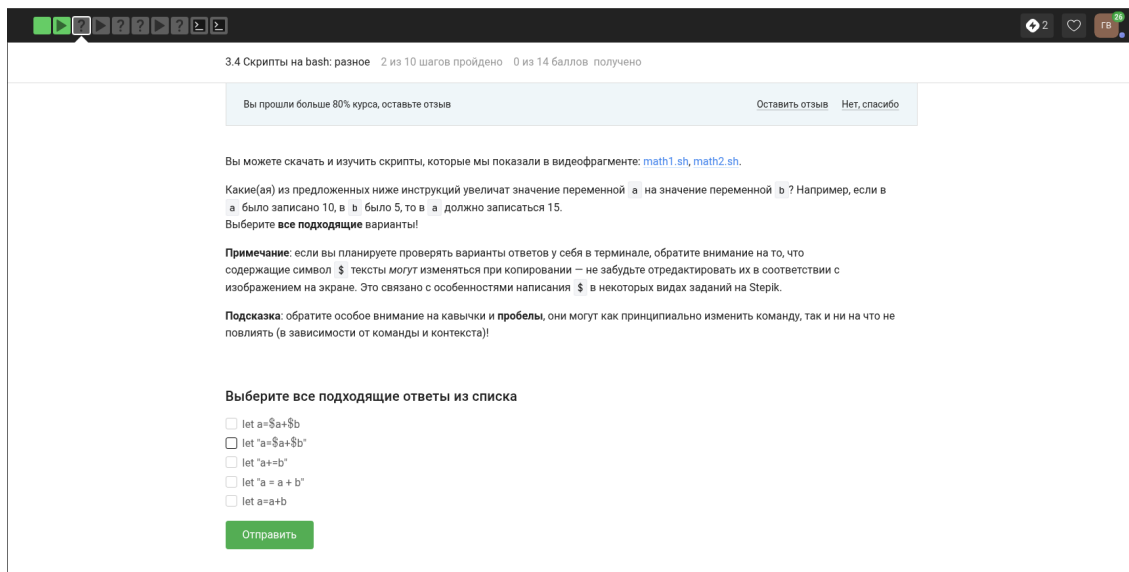 2
ГВ
26
3.4 Скрипты на bash: разное 2 из 10 шагов пройдено 0 из 14 баллов получено
Вы прошли больше 80% курса, оставьте отзыв Оставить отзыв Нет, спасибо
Вы можете скачать и изучить скрипты, которые мы показали в видеофрагменте: math1.sh, math2.sh.
Какие(ая) из предложенных ниже инструкций увеличат значение переменной a на значение переменной b ? Например, если в
a было записано 10, в b было 5, то в a должно записаться 15.
Выберите все подходящие варианты!
Примечание: если вы планируете проверять варианты ответов у себя в терминале, обратите внимание на то, что
содержащие символ $ тексты могут изменяться при копировании — не забудьте отредактировать их в соответствии с
изображением на экране. Это связано с особенностями написания $ в некоторых видах заданий на Stepik.
Подсказка: обратите особое внимание на кавычки и пробелы, они могут как принципиально изменить команду, так и ни на что не
повлиять (в зависимости от команды и контекста)!
Выберите все подходящие ответы из списка
let a=$a+$b
let "a=$a+$b"
let "a+=b"
let "a = a + b"
let a=a+b
Отправить